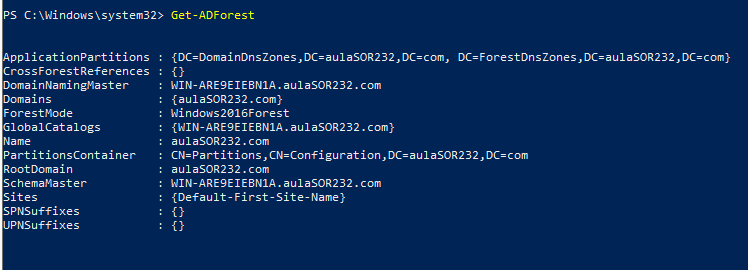 PS C:\Windows\system32> Get-ADForest
ApplicationPartitions : {DC=DomainDnsZones,DC=aulaSOR232,DC=com, DC=ForestDnsZones,DC=aulaSOR232,DC=com}
CrossForestReferences : {}
DomainNamingMaster    : WIN-ARE9EIEBN1A.aulaSOR232.com
Domains               : {aulaSOR232.com}
ForestMode            : Windows2016Forest
GlobalCatalogs        : {WIN-ARE9EIEBN1A.aulaSOR232.com}
Name                  : aulaSOR232.com
PartitionsContainer   : CN=Partitions,CN=Configuration,DC=aulaSOR232,DC=com
RootDomain            : aulaSOR232.com
SchemaMaster          : WIN-ARE9EIEBN1A.aulaSOR232.com
Sites                 : {Default-First-Site-Name}
SPNSuffixes           : {}
UPNSuffixes           : {}